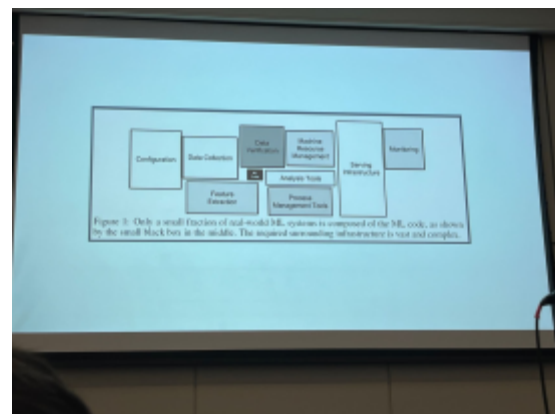 Configuration
Data Collection
Data
Verification
Machine
Resource
Management
Monitoring
Serving
Infrastructure
ML
Code
Analysis Tools
Feature
Extraction
Process
Management Tools
Figure 1: Only a small fraction of real-world ML systems is composed of the ML code, as shown
by the small black box in the middle. The required surrounding infrastructure is vast and complex.